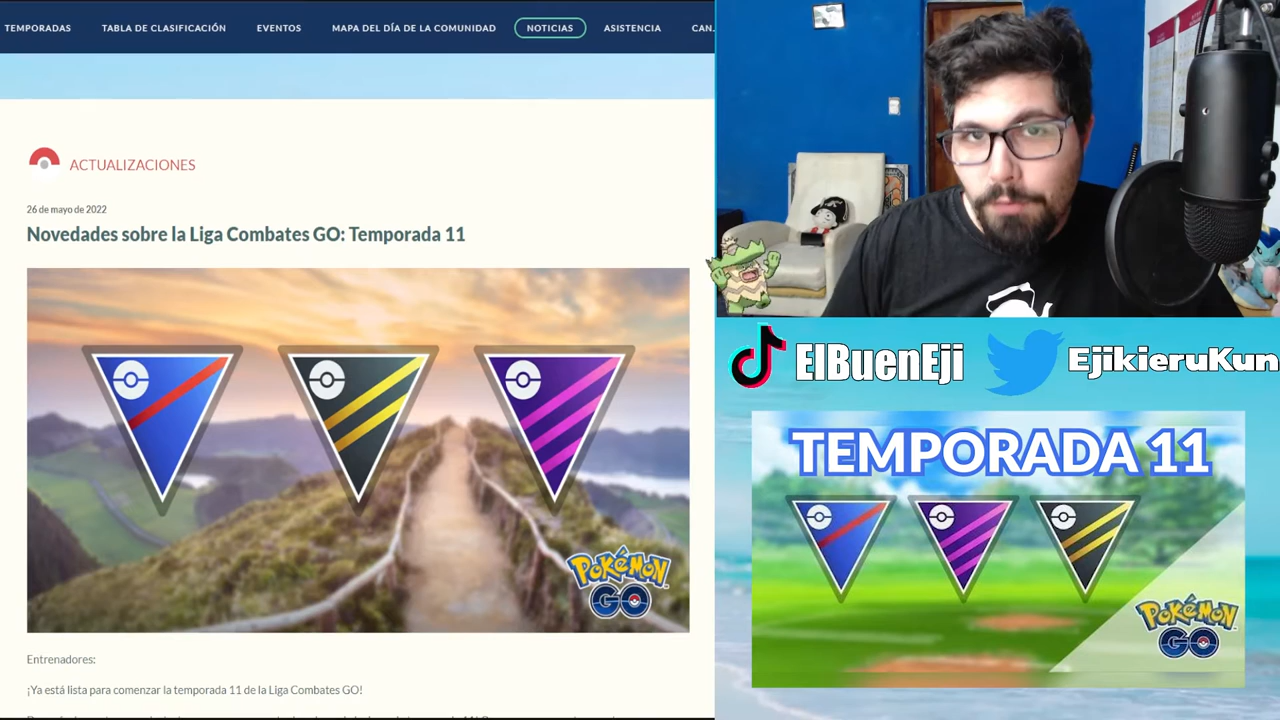 TEMPORADAS
TABLA DE CLASIFICACIÓN
EVENTOS
MAPA DEL DÍA DE LA COMUNIDAD
NOTICIAS
ASISTENCIA
CAN.
ACTUALIZACIONES
26 de mayo de 2022
Novedades sobre la Liga Combates GO: Temporada 11
POKéMON
GO
Entrenadores:
¡Ya está lista para comenzar la temporada 11 de la Liga Combates GO!
ElBuenEji
EjikieruKun
TEMPORADA 11
POKéMON
GO